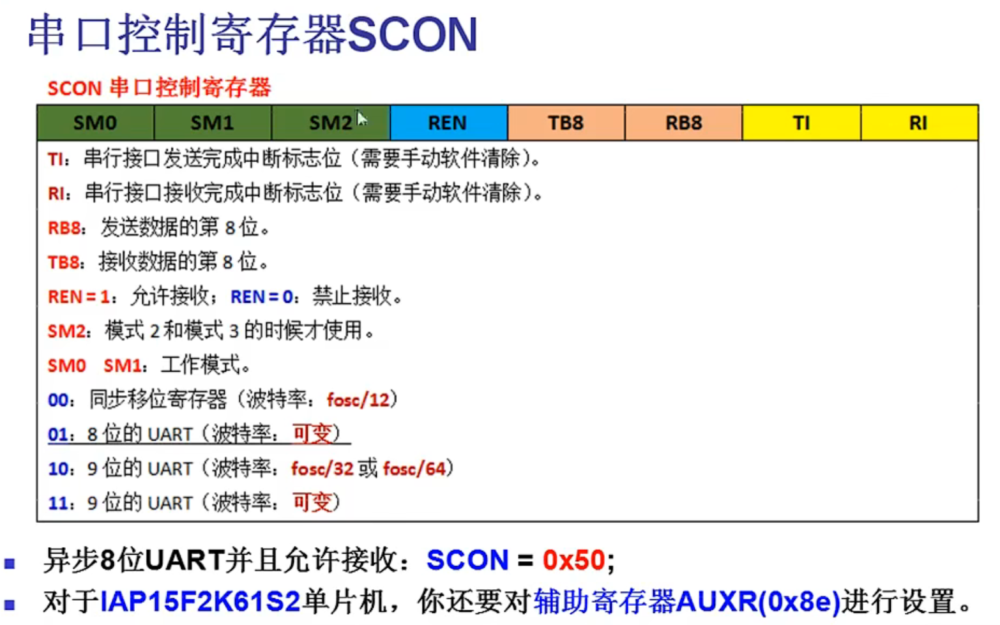 串口控制寄存器SCON
SCON 串口控制寄存器
SM0 SM1 SM2 REN TB8 RB8 TI RI
TI：串行接口发送完成中断标志位（需要手动软件清除）。
RI：串行接口接收完成中断标志位（需要手动软件清除）。
RB8：发送数据的第 8 位。
TB8：接收数据的第 8 位。
REN = 1：允许接收；REN = 0：禁止接收。
SM2：模式 2 和模式 3 的时候才使用。
SM0 SM1：工作模式。
00：同步移位寄存器（波特率：fosc/12）
01：8 位的 UART（波特率：可变）
10：9 位的 UART（波特率：fosc/32 或 fosc/64）
11：9 位的 UART（波特率：可变）
异步8位UART并且允许接收：SCON = 0x50;
对于IAP15F2K61S2单片机，你还要对辅助寄存器AUXR(0x8e)进行设置。